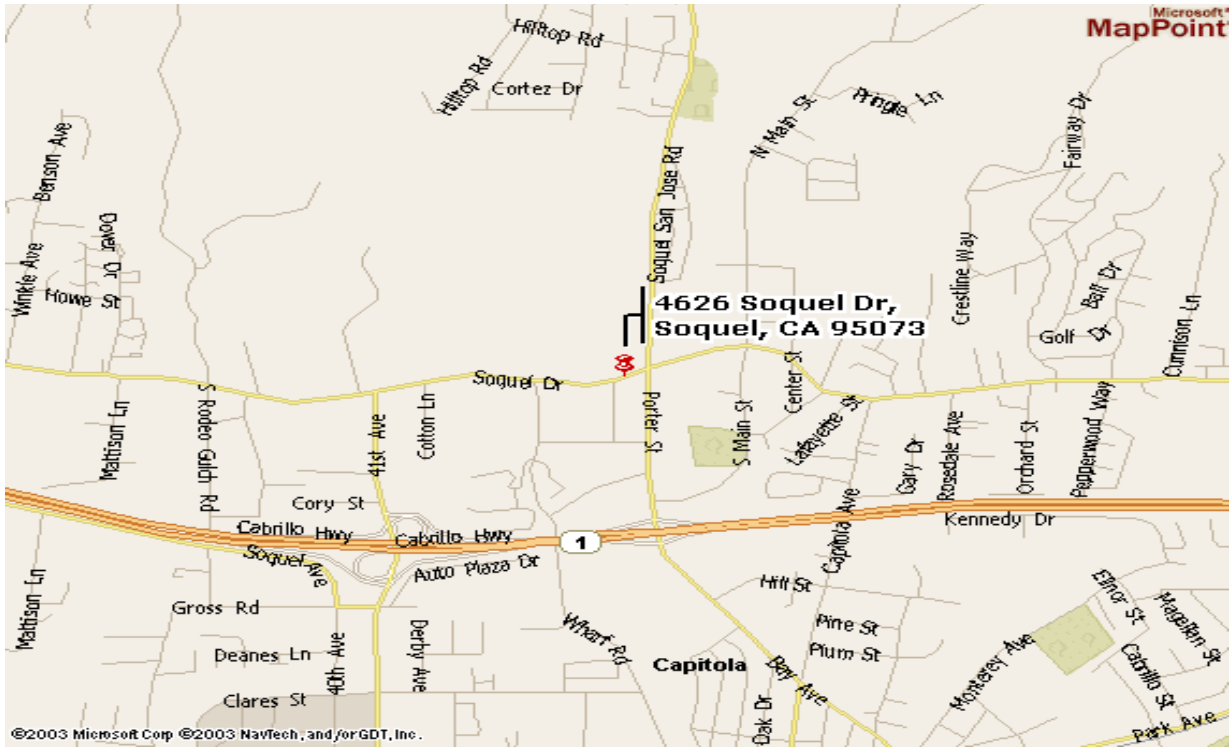 Microsoft®
MapPoint®
Hilltop Rd
Hilltop Rd
Cortez Dr
N Main St
Pringle Ln
Fairway Dr
Benson Ave
Soquel San Jose Rd
Dover Dr
Winkle Ave
Howe St
Crestline Way
Ball Dr
Golf Dr
Cunnison Ln
4626 Soquel Dr,
Soquel, CA 95073
Soquel Dr
Mattison Ln
S Rodeo Gulch Rd
41st Ave
Cotton Ln
Porter St
S Main St
Center St
Lafayette St
Gary Dr
Rosedale Ave
Orchard St
Pepperwood Way
Cory St
Cabrillo Hwy
Cabrillo Hwy
1
Capitola Ave
Kennedy Dr
Soquel Ave
Auto Plaza Dr
Mattison Ln
Gross Rd
Hill St
Elinor St
Magellan St
Deanes Ln
40th Ave
Derby Ave
Wharf Rd
Pine St
Plum St
Capitola
Bay Ave
Monterey Ave
Cabrillo St
Clares St
Oak Dr
Park Ave
©2003 Microsoft Corp ©2003 NavTech, and/or GDT, Inc.